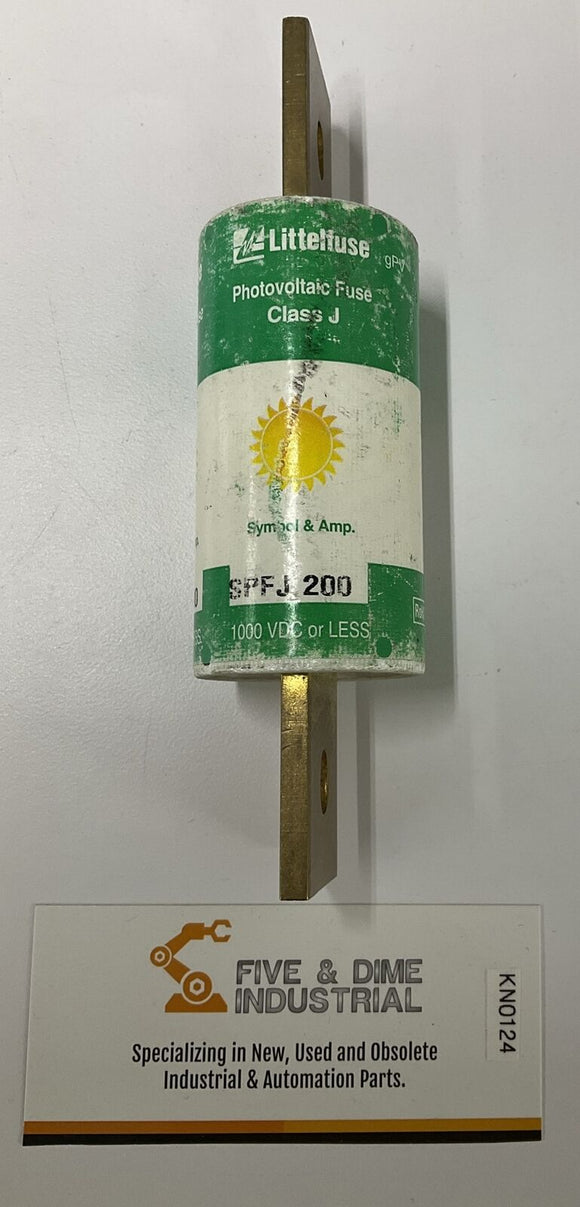 Littelfuse
gPV
Photovoltaic Fuse
Class J
Symbol & Amp.
SPFJ 200
1000 VDC or LESS
FIVE & DIME
INDUSTRIAL
KN0124
Specializing in New, Used and Obsolete
Industrial & Automation Parts.